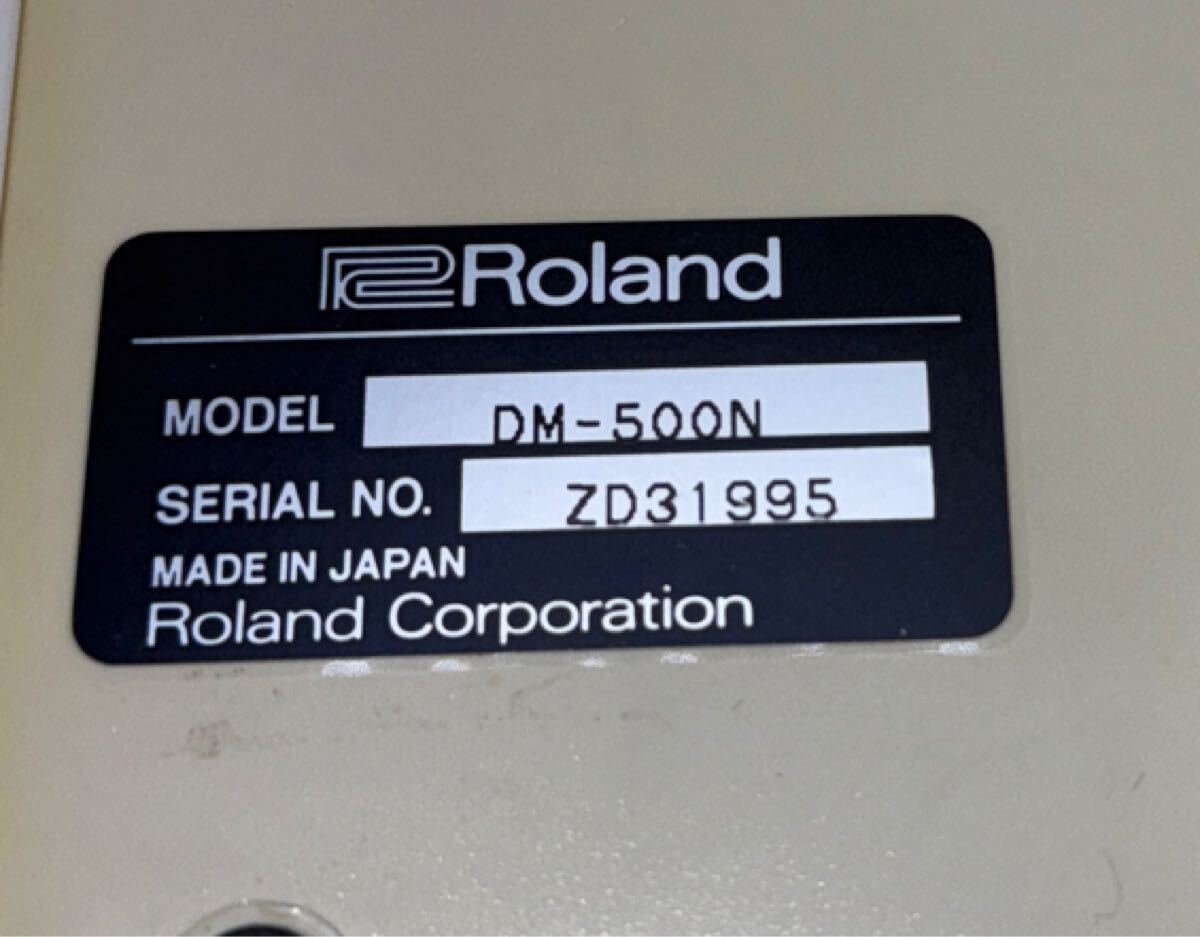 Roland
MODEL DM-500N
SERIAL NO. ZD31995
MADE IN JAPAN
Roland Corporation